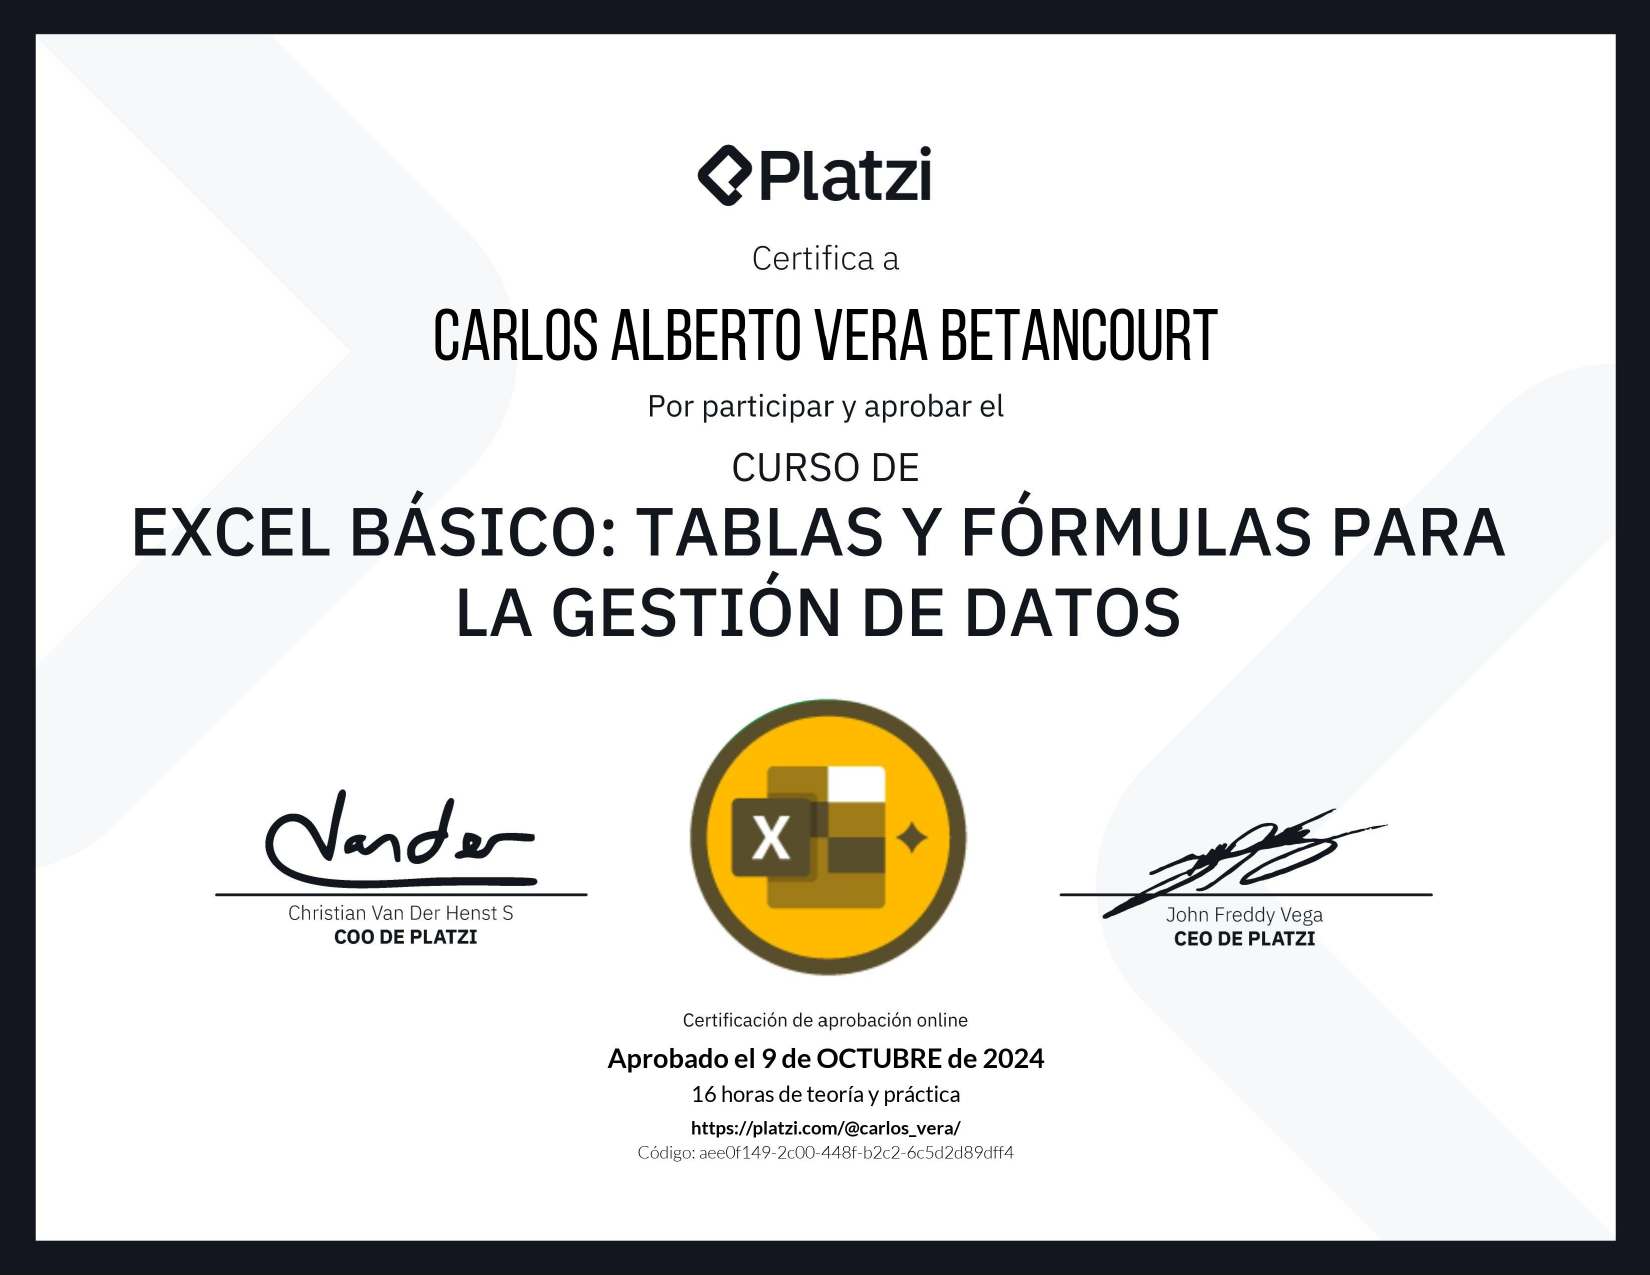 Platzi
Certifica a
CARLOS ALBERTO VERA BETANCOURT
Por participar y aprobar el
CURSO DE
EXCEL BÁSICO: TABLAS Y FÓRMULAS PARA
LA GESTIÓN DE DATOS
X
Vander
Christian Van Der Henst S
COO DE PLATZI
John Freddy Vega
CEO DE PLATZI
Certificación de aprobación online
Aprobado el 9 de OCTUBRE de 2024
16 horas de teoría y práctica
https://platzi.com/@carlos_vera/
Código: aee0f149-2c00-448f-b2c2-6c5d2d89dff4